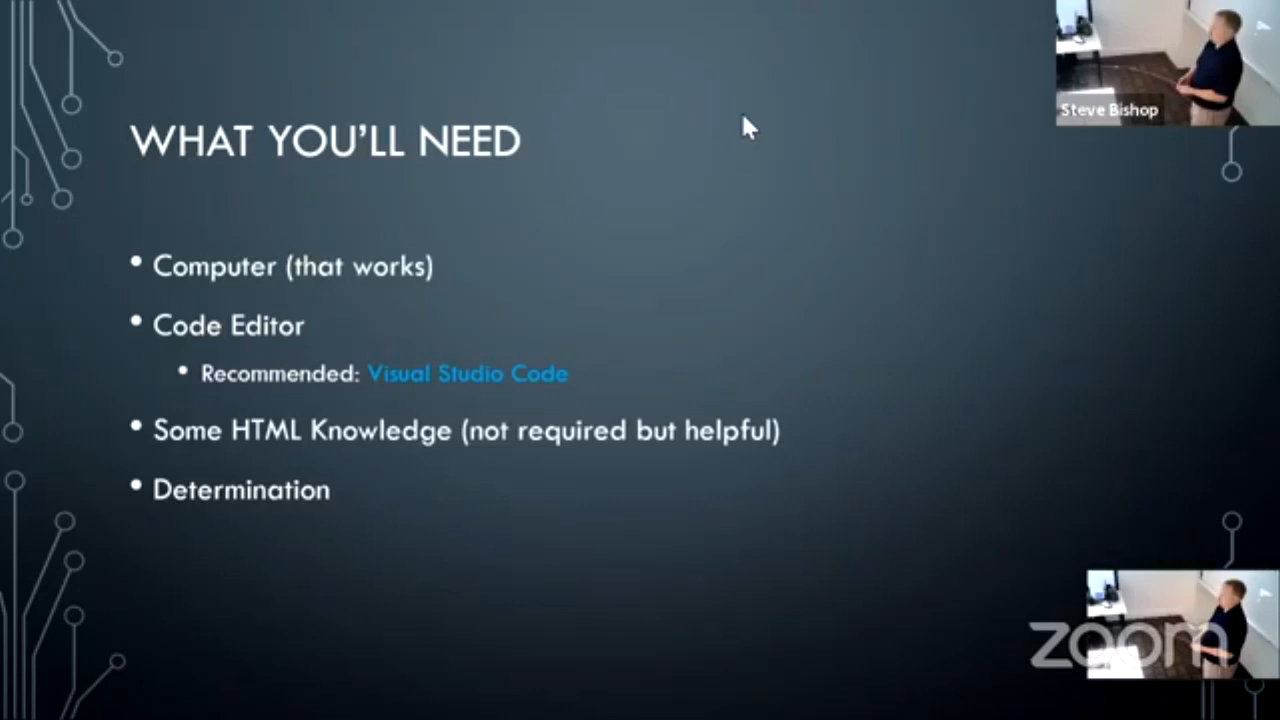 Steve Bishop
WHAT YOU'LL NEED
• Computer (that works)
• Code Editor
• Recommended: Visual Studio Code
• Some HTML Knowledge (not required but helpful)
• Determination
zoom